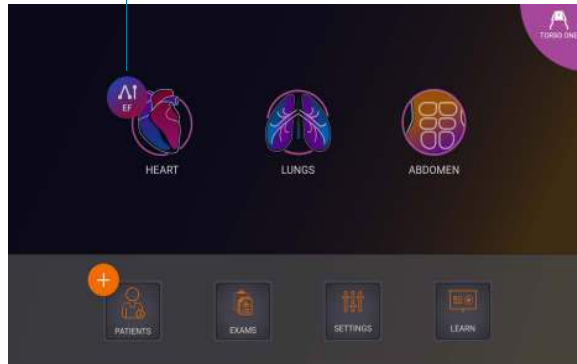 TORSO ONE
AI
EF
HEART
LUNGS
ABDOMEN
PATIENTS
EXAMS
SETTINGS
LEARN